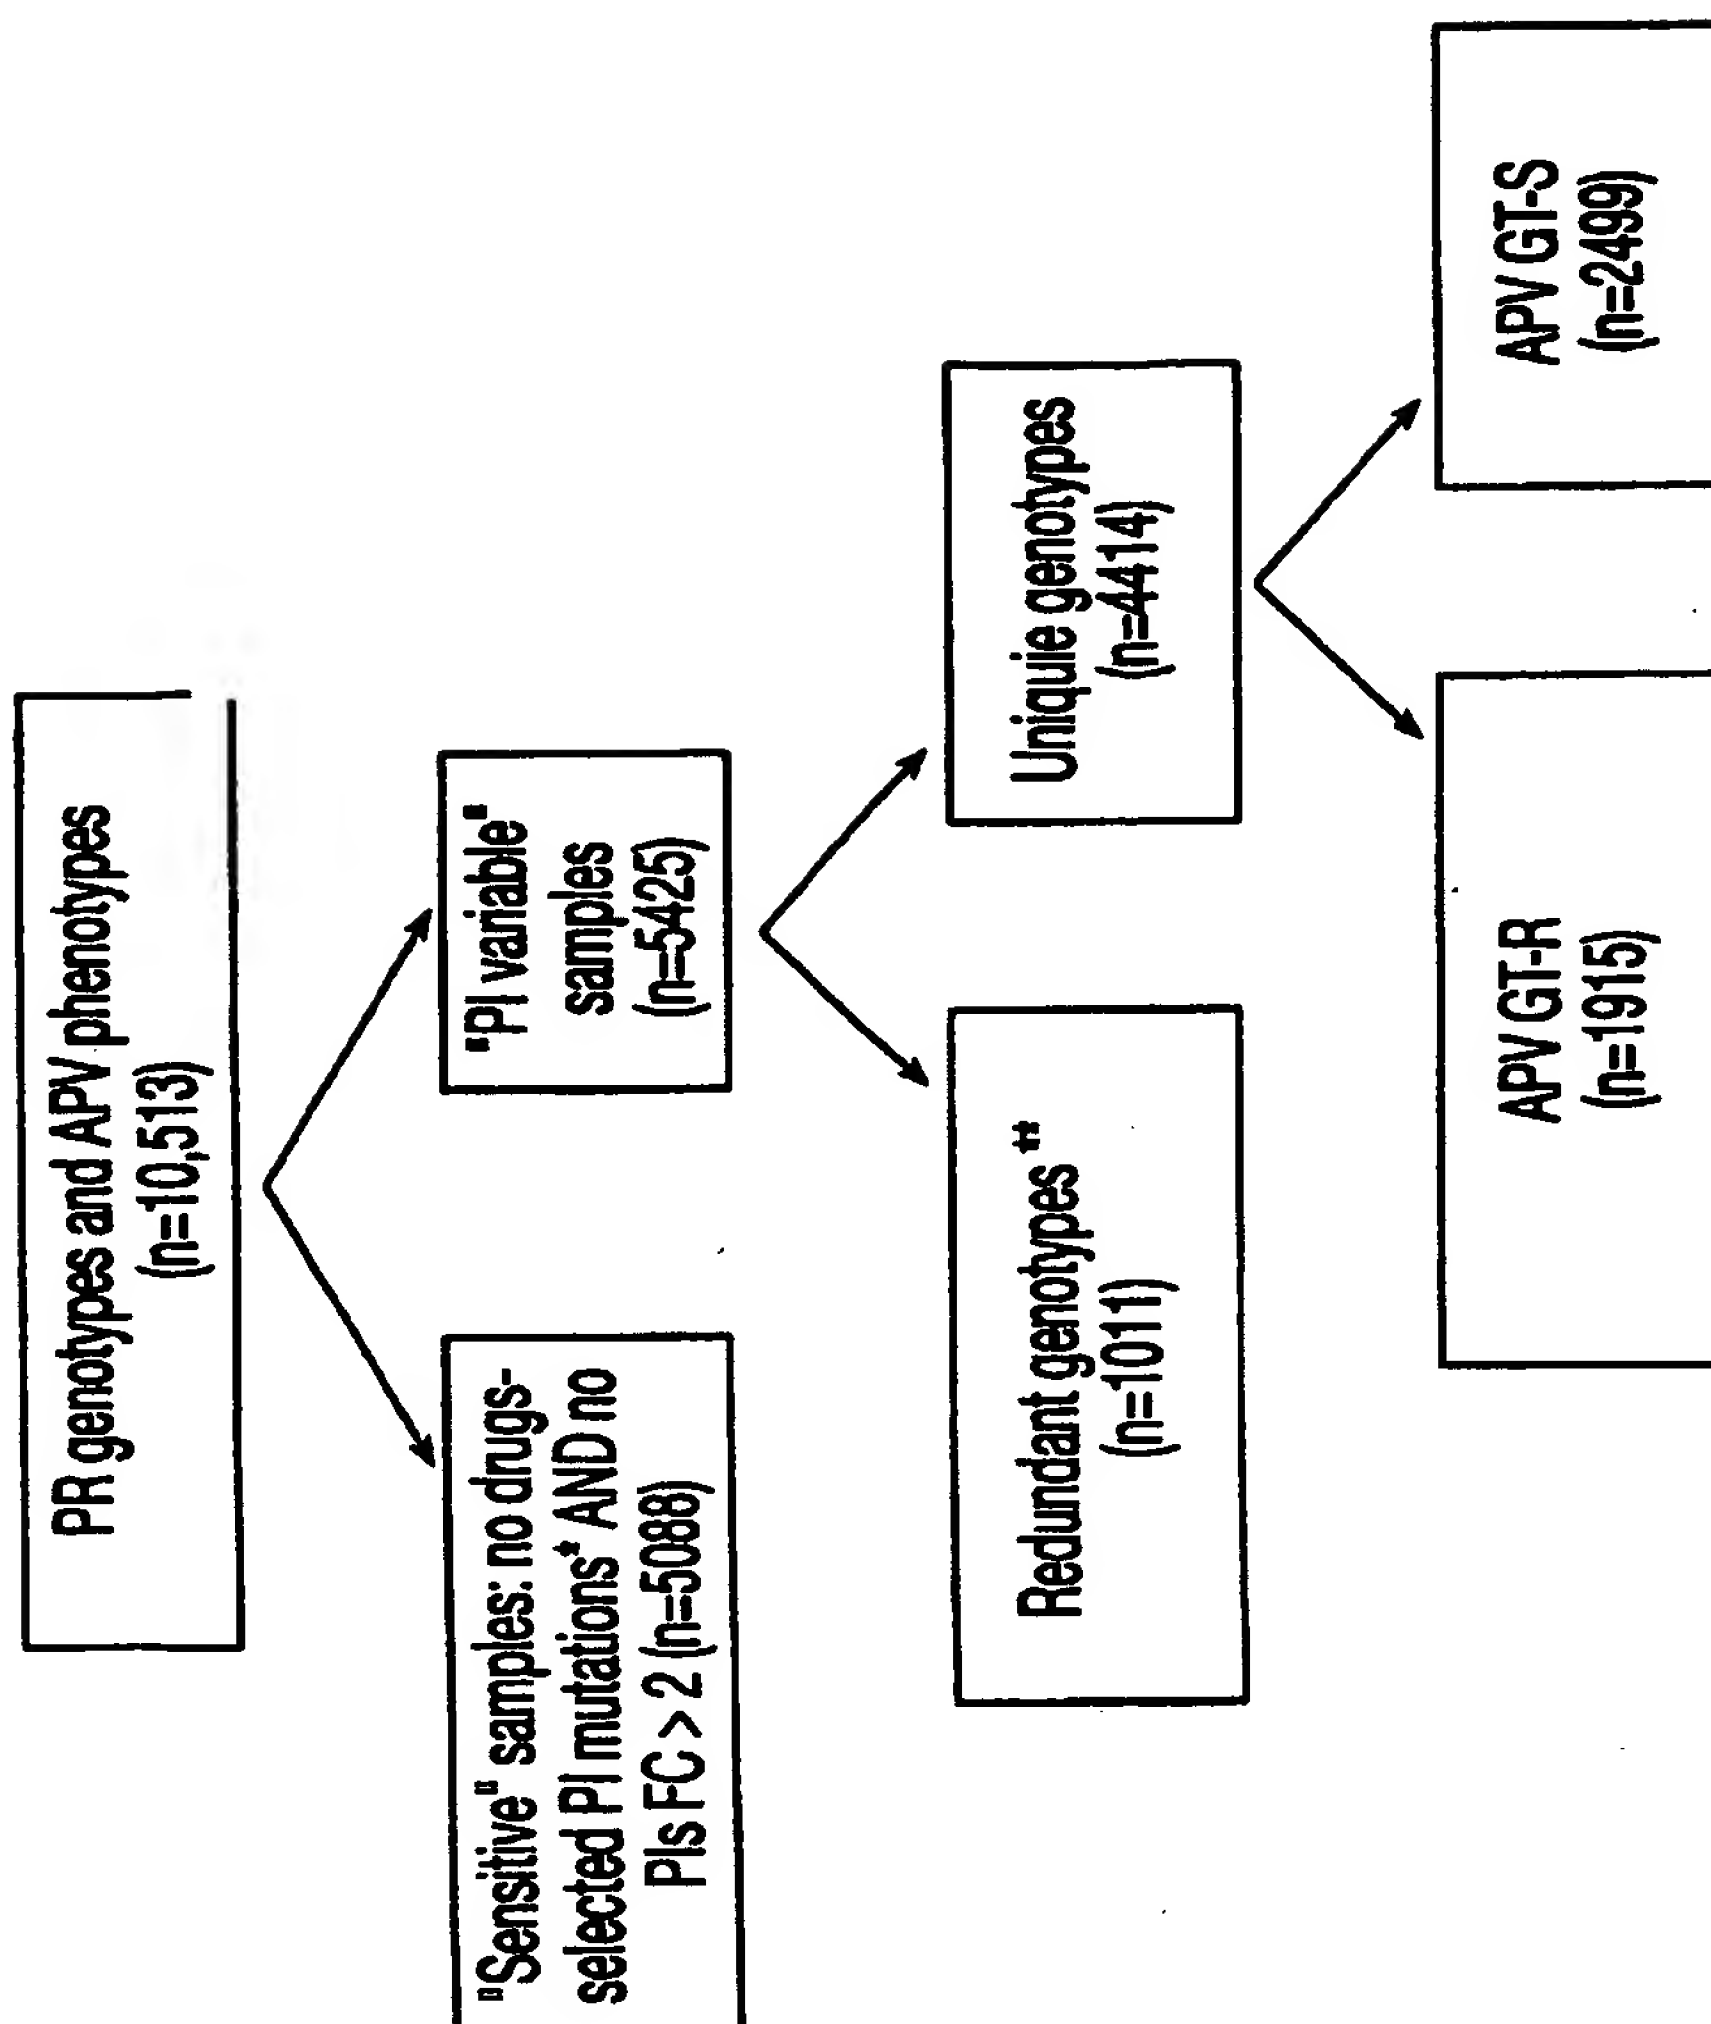 PR genotypes and APV phenotypes
(n=10,513)
"Sensitive" samples: no drugs-
selected PI mutations* AND no
PIs FC > 2 (n=5088)
"PI variable"
samples
(n=5425)
Redundant genotypes**
(n=1011)
Uniquie genotypes
(n=4414)
APV GT-R
(n=1915)
APV GT-S
(n=2499)